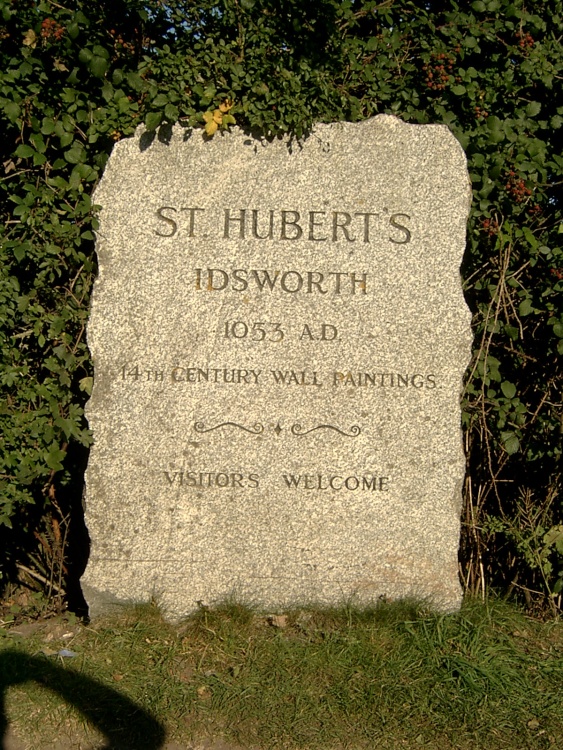 ST. HUBERT'S
IDSWORTH
1053 A.D.
14TH CENTURY WALL PAINTINGS
VISITORS WELCOME